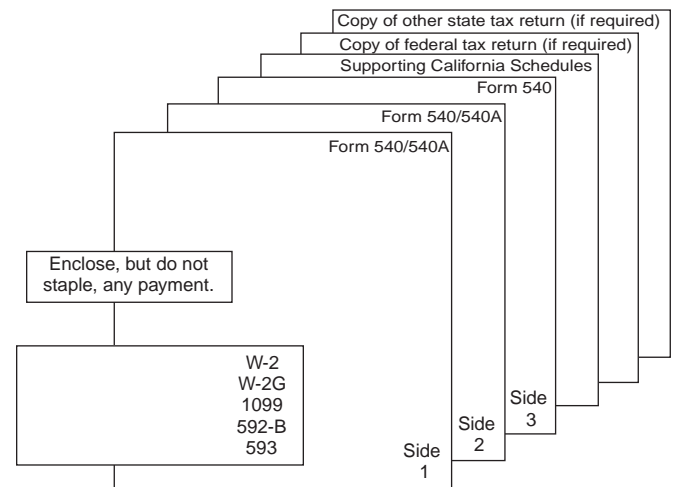 Copy of other state tax return (if required)
Copy of federal tax return (if required)
Supporting California Schedules
Form 540
Form 540/540A
Form 540/540A
Enclose, but do not
staple, any payment.
W-2
W-2G
1099
592-B
593
Side
1
Side
2
Side
3